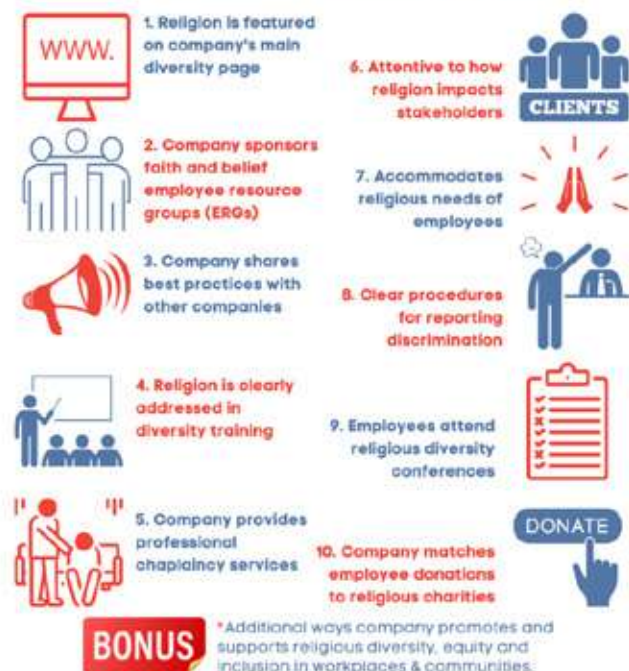 WWW.
1. Religion is featured
on company's main
diversity page
2. Company sponsors
faith and belief
employee resource
groups (ERGs)
3. Company shares
best practices with
other companies
4. Religion is clearly
addressed in
diversity training
5. Company provides
professional
chaplaincy services
6. Attentive to how
religion impacts
stakeholders
CLIENTS
7. Accommodates
religious needs of
employees
8. Clear procedures
for reporting
discrimination
9. Employees attend
religious diversity
conferences
10. Company matches
employee donations
to religious charities
DONATE
BONUS
*Additional ways company promotes and
supports religious diversity, equity and
inclusion in workplaces & communities.